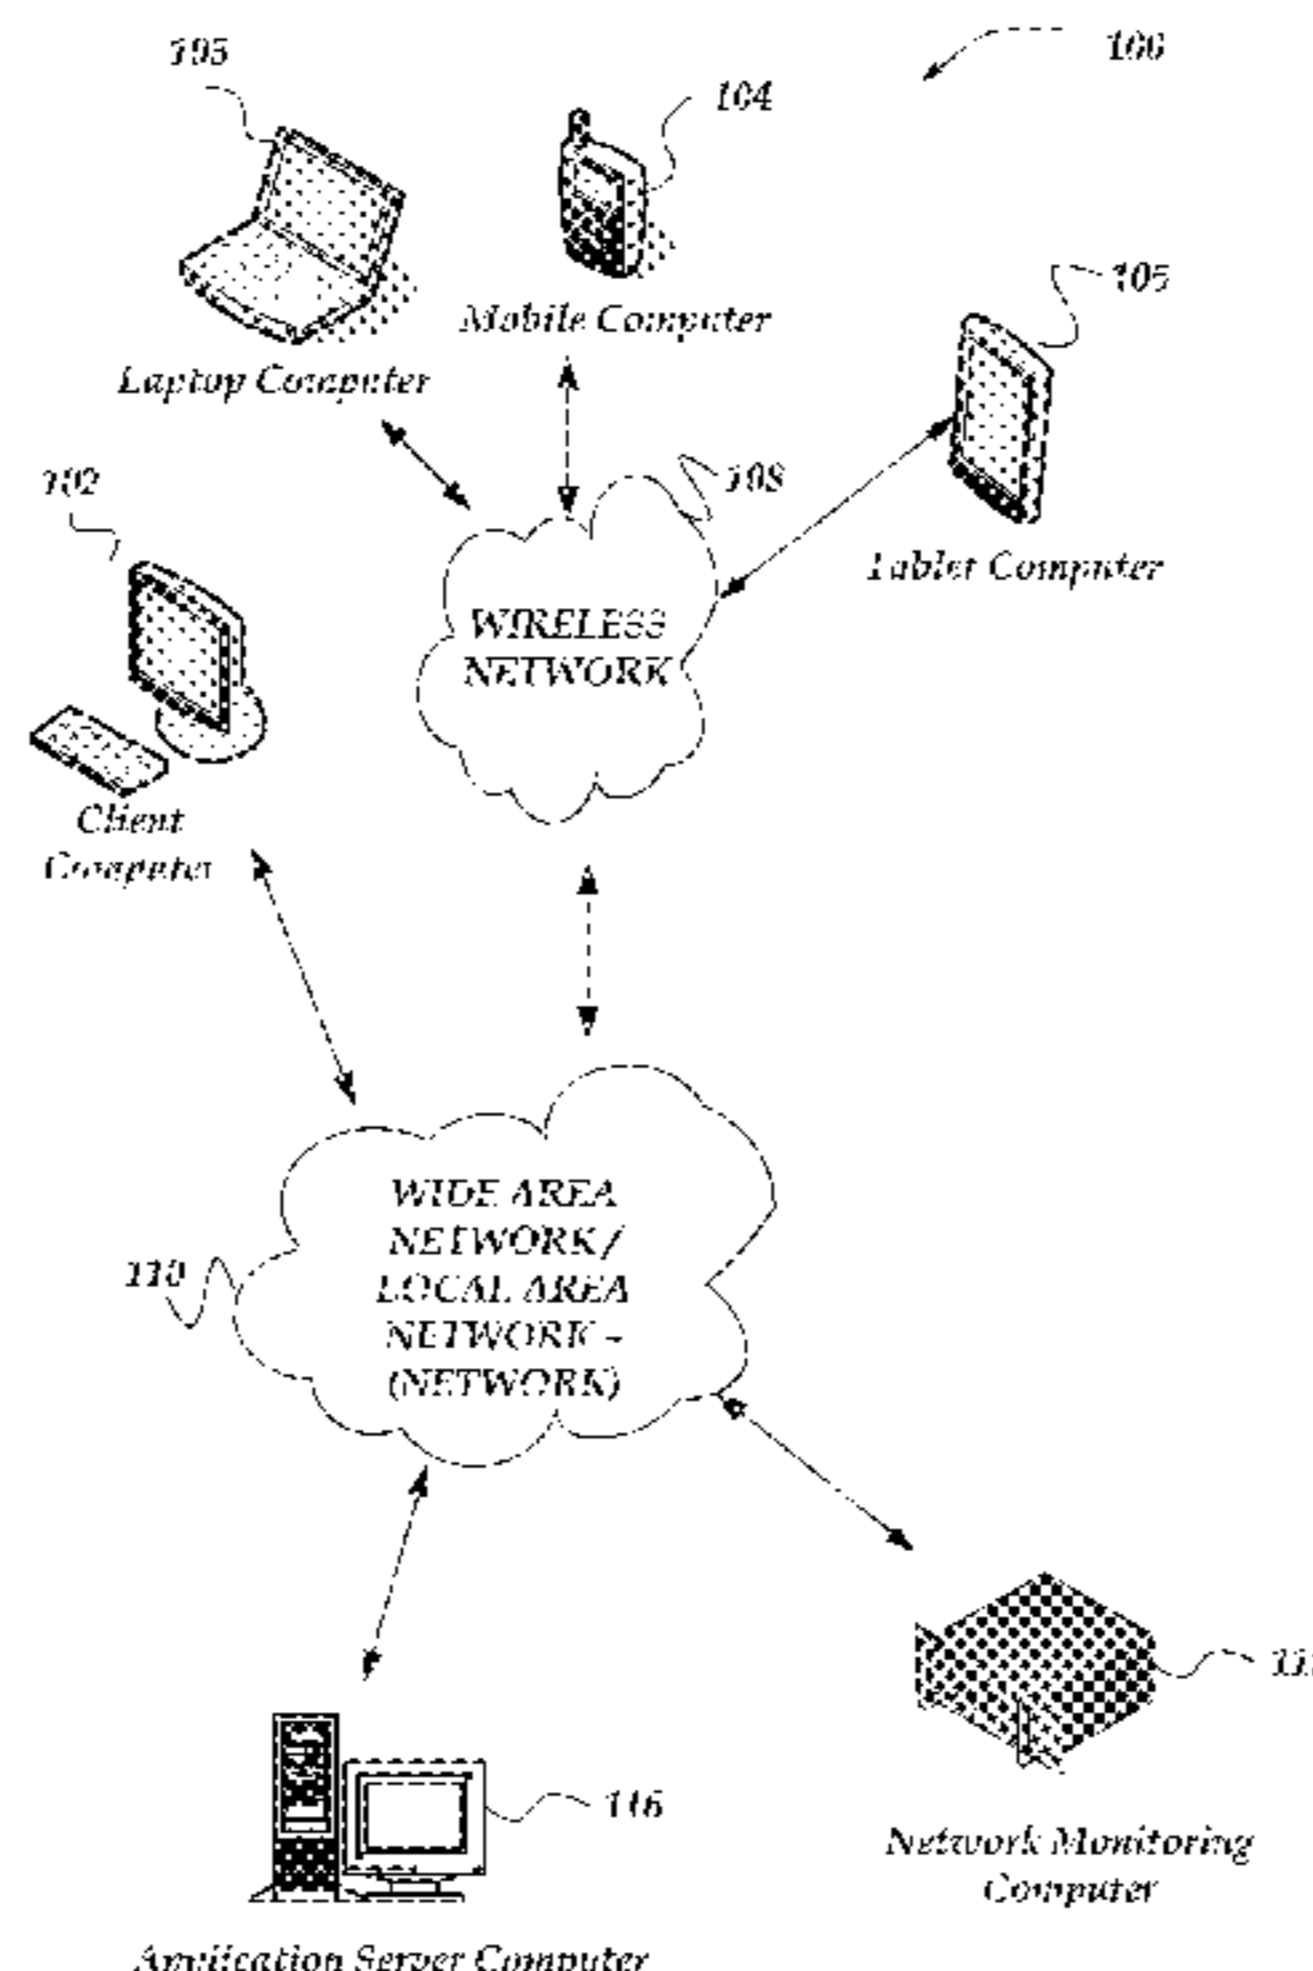 100
104
105
Mobile Computer
Laptop Computer
108
102
Tablet Computer
WIRELESS
NETWORK
Client
Computer
WIDE AREA
NETWORK/
LOCAL AREA
NETWORK -
(NETWORK)
110
116
Network Monitoring
Computer
Application Server Computer